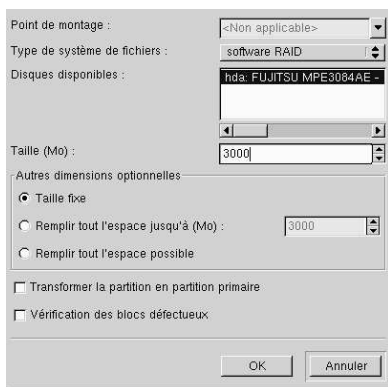 Point de montage :
<Non applicable>
Type de système de fichiers :
software RAID
Disques disponibles :
hda: FUJITSU MPE3084AE -
Taille (Mo) :
3000
Autres dimensions optionnelles
Taille fixe
Remplir tout l'espace jusqu'à (Mo) :
3000
Remplir tout l'espace possible
Transformer la partition en partition primaire
Vérification des blocs défectueux
OK
Annuler